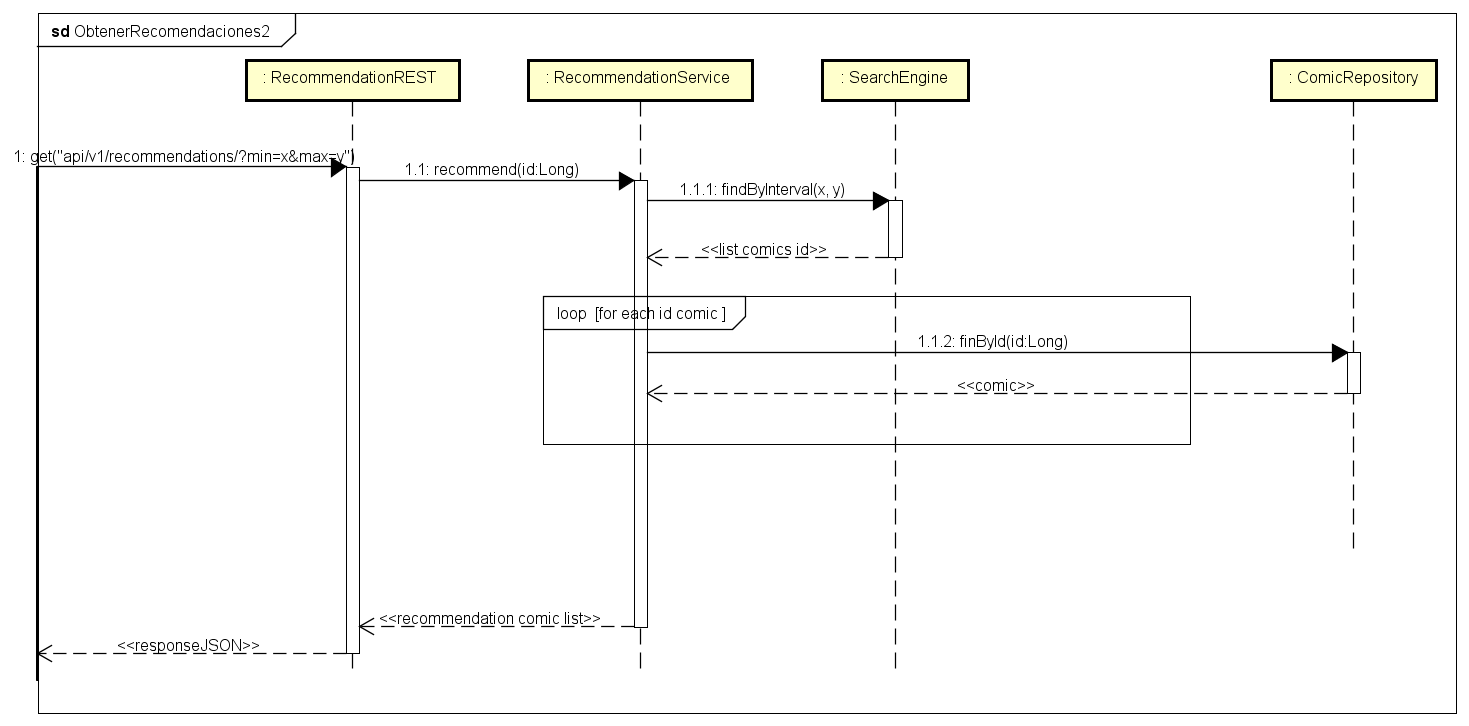 sd ObtenerRecomendaciones2
: RecommendationREST
: RecommendationService
: SearchEngine
: ComicRepository
1: get("api/v1/recommendations/?min=x&max=y")
1.1: recommend(id:Long)
1.1.1: findByInterval(x, y)
<<list comics id>>
loop [for each id comic ]
1.1.2: finById(id:Long)
<<comic>>
<<recommendation comic list>>
<<responseJSON>>